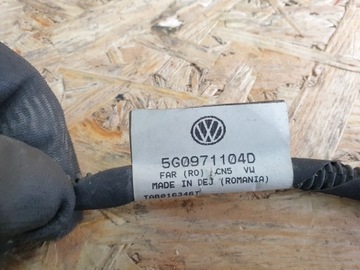 5G0971104D
FAR (RO) CN5 VW
MADE IN DEJ (ROMANIA)